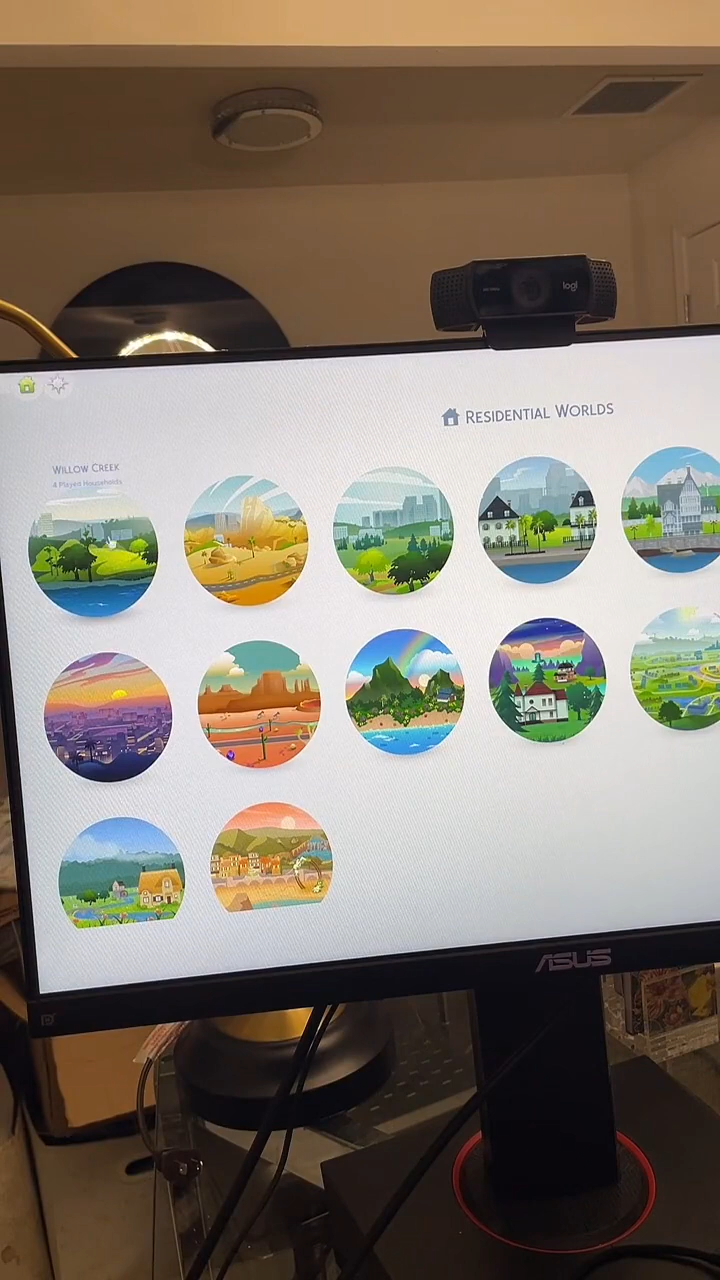 logi
RESIDENTIAL WORLDS
WILLOW CREEK
4 Played Households
ASUS